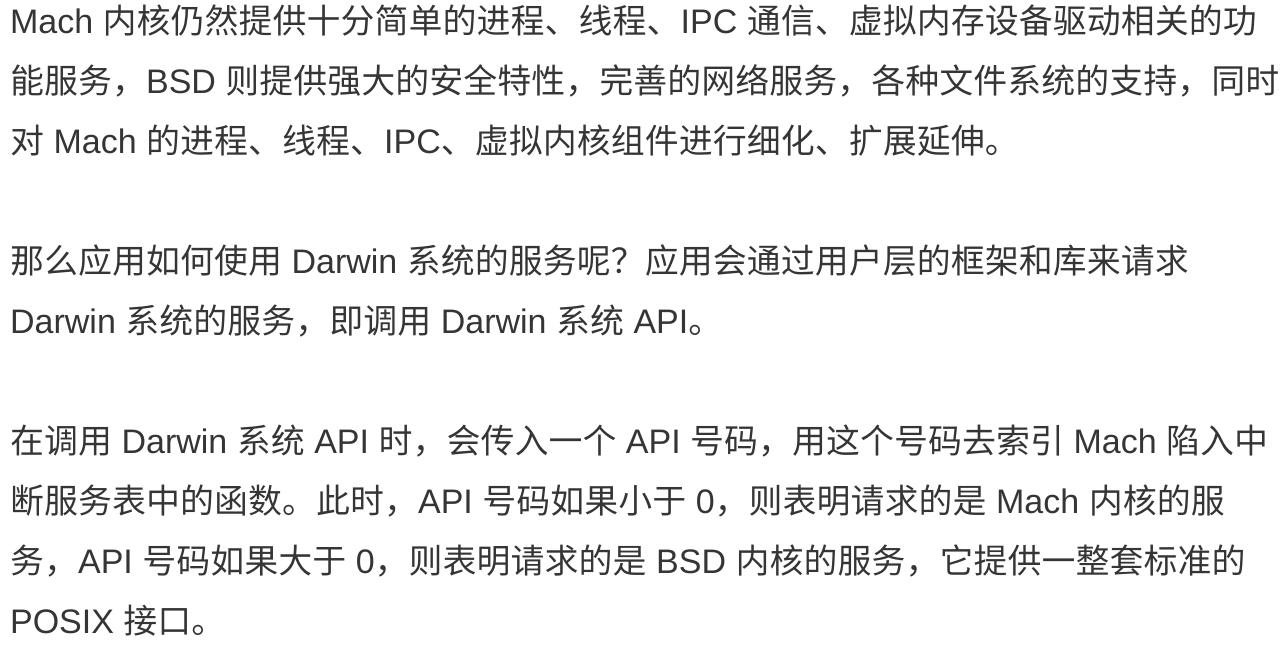 Mach 内核仍然提供十分简单的进程、线程、IPC 通信、虚拟内存设备驱动相关的功
能服务，BSD 则提供强大的安全特性，完善的网络服务，各种文件系统的支持，同时
对 Mach 的进程、线程、IPC、虚拟内核组件进行细化、扩展延伸。
那么应用如何使用 Darwin 系统的服务呢？应用会通过用户层的框架和库来请求
Darwin 系统的服务，即调用 Darwin 系统 API。
在调用 Darwin 系统 API 时，会传入一个 API 号码，用这个号码去索引 Mach 陷入中
断服务表中的函数。此时，API 号码如果小于 0，则表明请求的是 Mach 内核的服
务，API 号码如果大于 0，则表明请求的是 BSD 内核的服务，它提供一整套标准的
POSIX 接口。